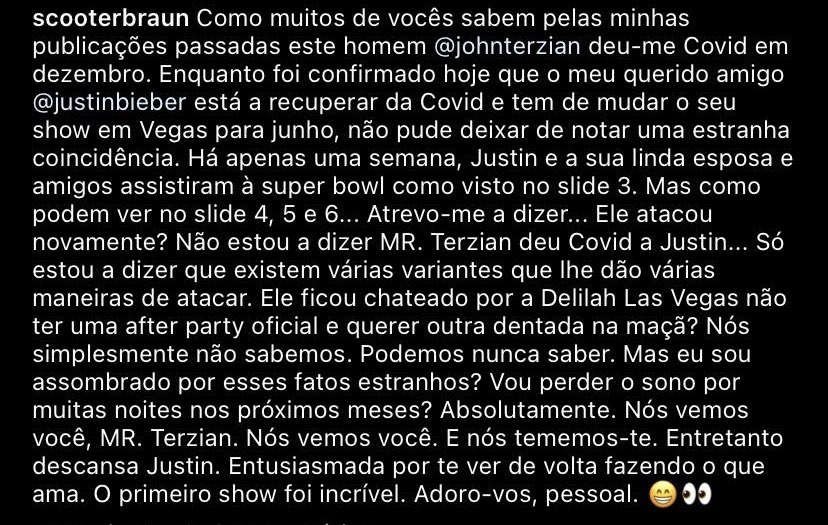 scooterbraun Como muitos de vocês sabem pelas minhas
publicações passadas este homem @johnterzian deu-me Covid em
dezembro. Enquanto foi confirmado hoje que o meu querido amigo
@justinbieber está a recuperar da Covid e tem de mudar o seu
show em Vegas para junho, não pude deixar de notar uma estranha
coincidência. Há apenas uma semana, Justin e a sua linda esposa e
amigos assistiram à super bowl como visto no slide 3. Mas como
podem ver no slide 4, 5 e 6... Atrevo-me a dizer... Ele atacou
novamente? Não estou a dizer MR. Terzian deu Covid a Justin... Só
estou a dizer que existem várias variantes que lhe dão várias
maneiras de atacar. Ele ficou chateado por a Delilah Las Vegas não
ter uma after party oficial e querer outra dentada na maçã? Nós
simplesmente não sabemos. Podemos nunca saber. Mas eu sou
assombrado por esses fatos estranhos? Vou perder o sono por
muitas noites nos próximos meses? Absolutamente. Nós vemos
você, MR. Terzian. Nós vemos você. E nós tememos-te. Entretanto
descansa Justin. Entusiasmada por te ver de volta fazendo o que
ama. O primeiro show foi incrível. Adoro-vos, pessoal. 😁👀